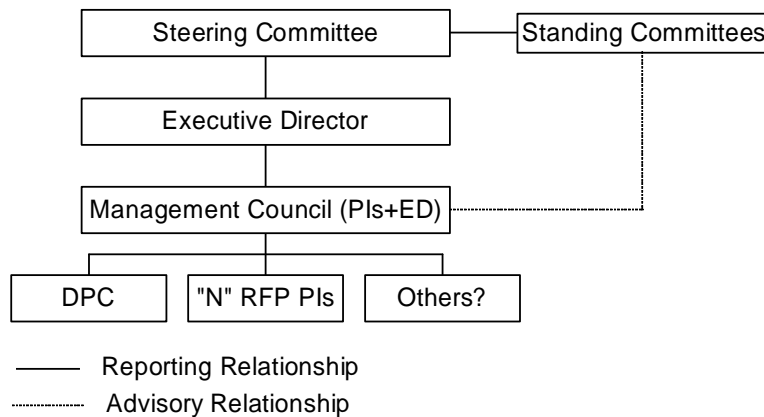 Steering Committee
Standing Committees
Executive Director
Management Council (PIs+ED)
DPC
"N" RFP PIs
Others?
Reporting Relationship
Advisory Relationship